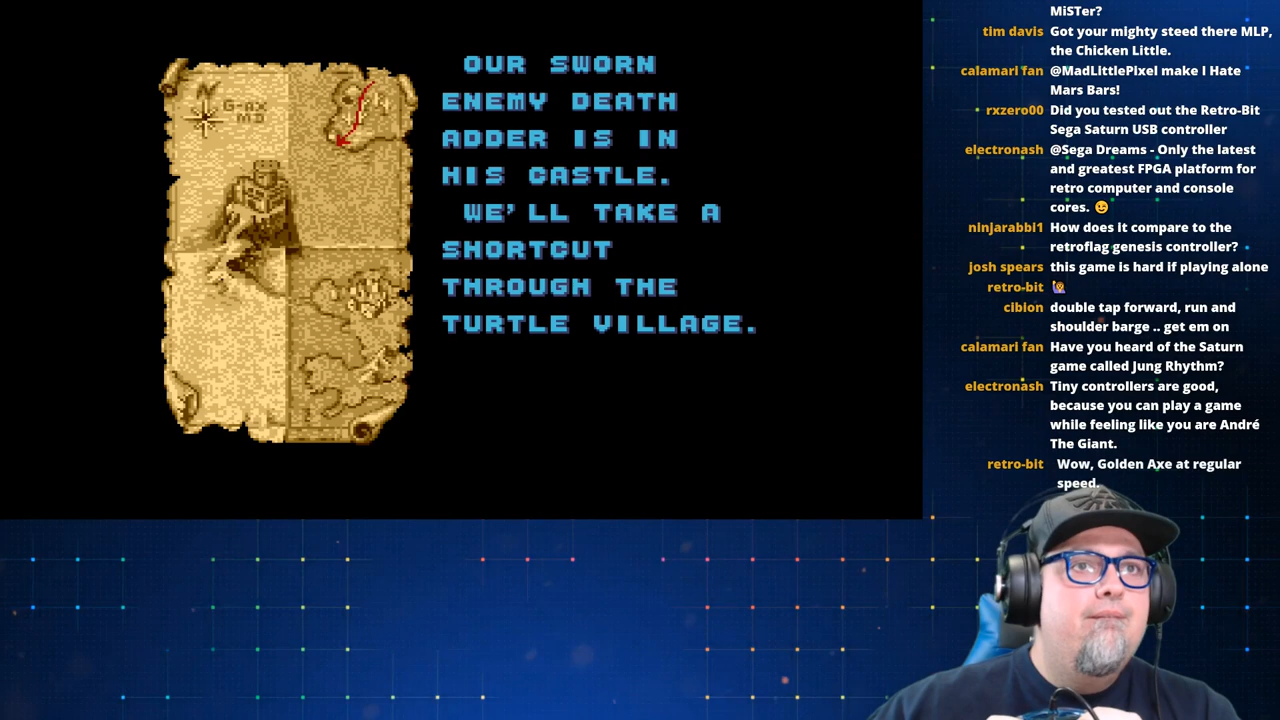 OUR SWORN
ENEMY DEATH
ADDER IS IN
HIS CASTLE.
WE'LL TAKE A
SHORTCUT
THROUGH THE
TURTLE VILLAGE.
N
G-AX
MD
MiSTer?
tim davis Got your mighty steed there MLP,
the Chicken Little.
calamari fan @MadLittlePixel make I Hate
Mars Bars!
rxzero00 Did you tested out the Retro-Bit
Sega Saturn USB controller
electronash @Sega Dreams - Only the latest
and greatest FPGA platform for
retro computer and console
cores. 😉
ninjarabbi1 How does it compare to the
retroflag genesis controller?
josh spears this game is hard if playing alone
retro-bit 🙋
cibion double tap forward, run and
shoulder barge .. get em on
calamari fan Have you heard of the Saturn
game called Jung Rhythm?
electronash Tiny controllers are good,
because you can play a game
while feeling like you are André
The Giant.
retro-bit Wow, Golden Axe at regular
speed.